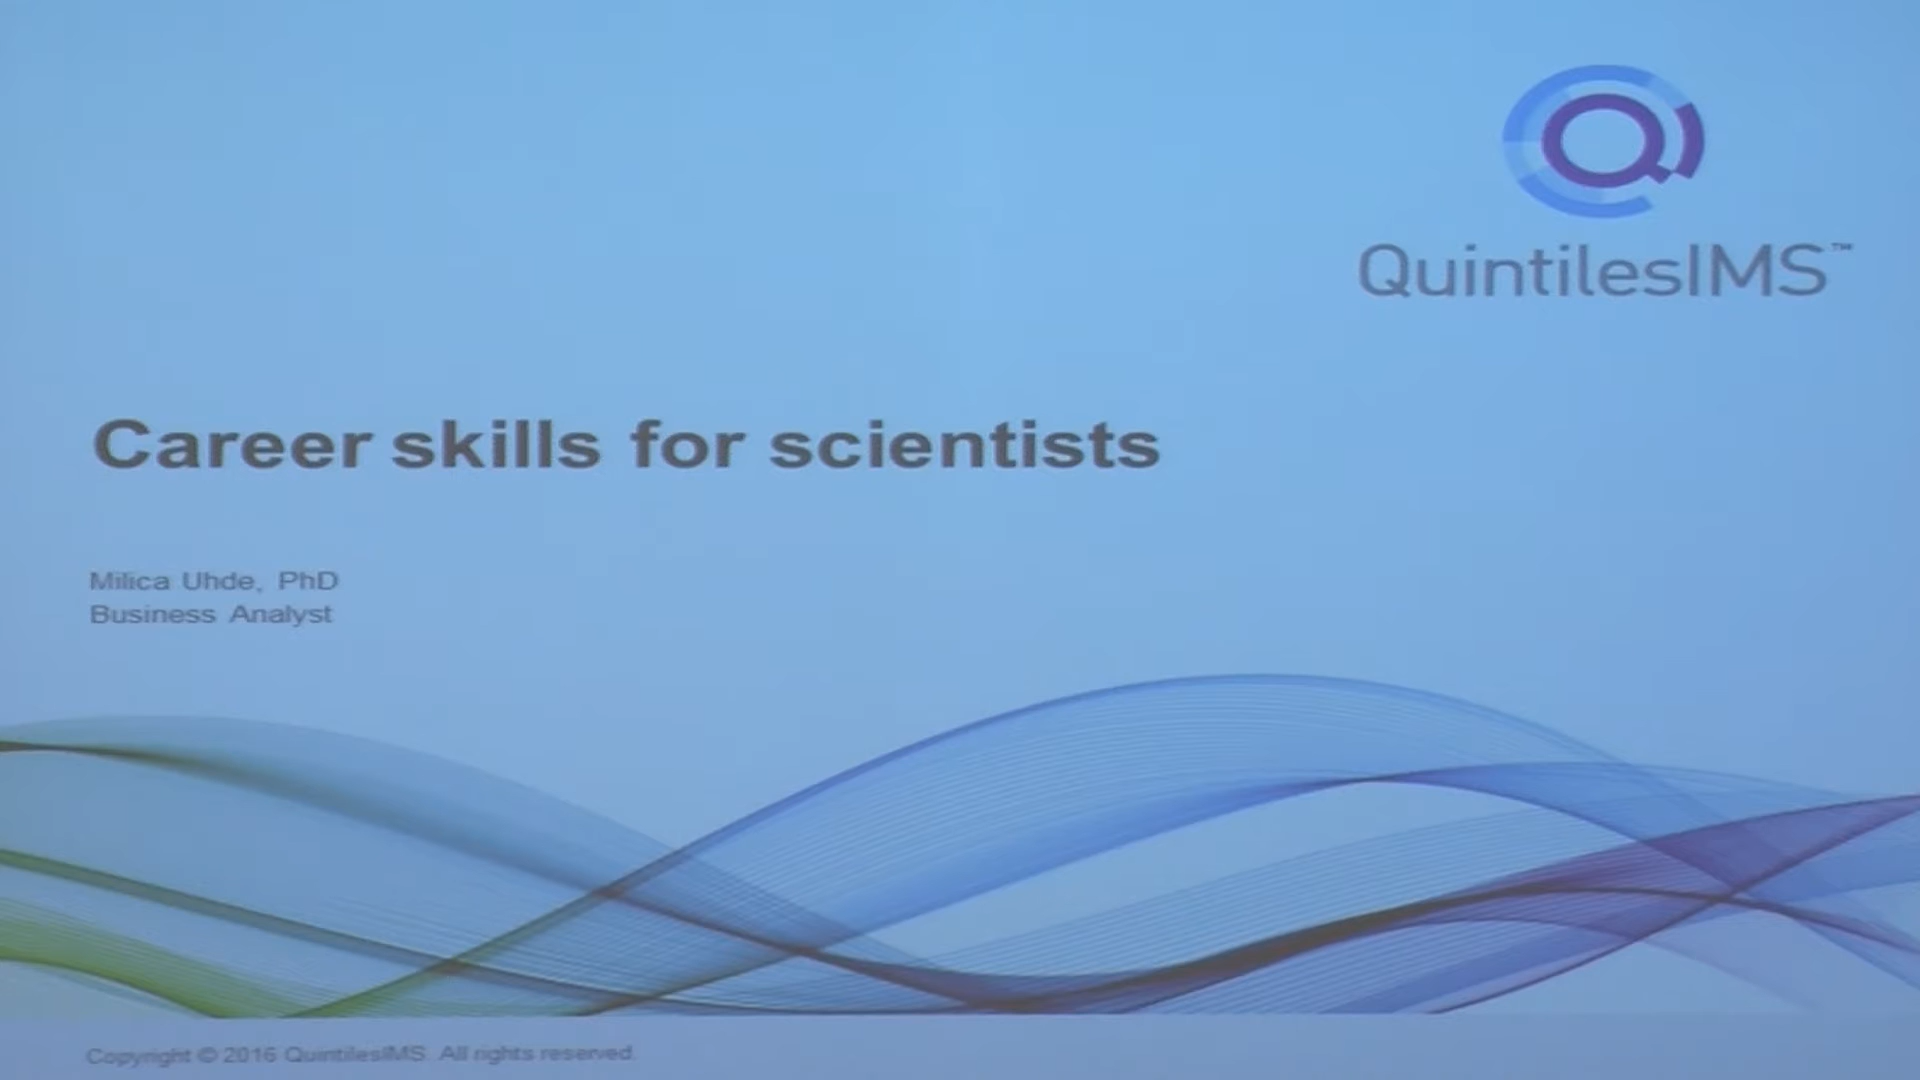 QuintilesIMS™
Career skills for scientists
Milica Uhde, PhD
Business Analyst
Copyright © 2016 QuintilesIMS. All rights reserved.